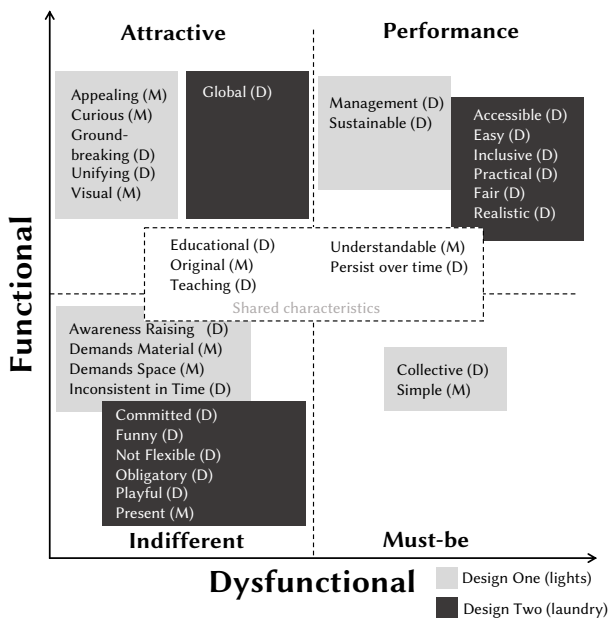 Attractive
Performance
Appealing (M)
Curious (M)
Ground-
breaking (D)
Unifying (D)
Visual (M)
Global (D)
Management (D)
Sustainable (D)
Accessible (D)
Easy (D)
Inclusive (D)
Practical (D)
Fair (D)
Realistic (D)
Educational (D)
Original (M)
Teaching (D)
Understandable (M)
Persist over time (D)
Shared characteristics
Functional
Awareness Raising (D)
Demands Material (M)
Demands Space (M)
Inconsistent in Time (D)
Collective (D)
Simple (M)
Committed (D)
Funny (D)
Not Flexible (D)
Obligatory (D)
Playful (D)
Present (M)
Indifferent
Must-be
Dysfunctional
Design One (lights)
Design Two (laundry)